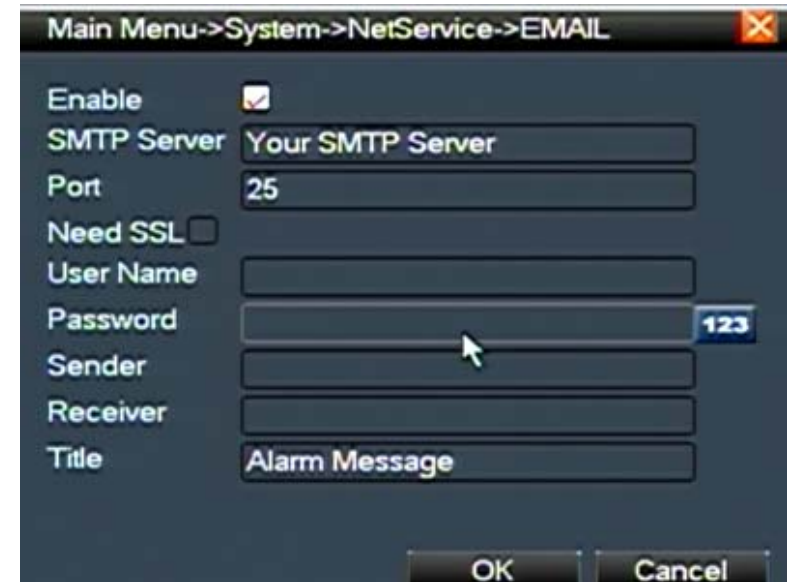 Main Menu->System->NetService->EMAIL
Enable
SMTP Server Your SMTP Server
Port 25
Need SSL
User Name
Password 123
Sender
Receiver
Title Alarm Message
OK Cancel